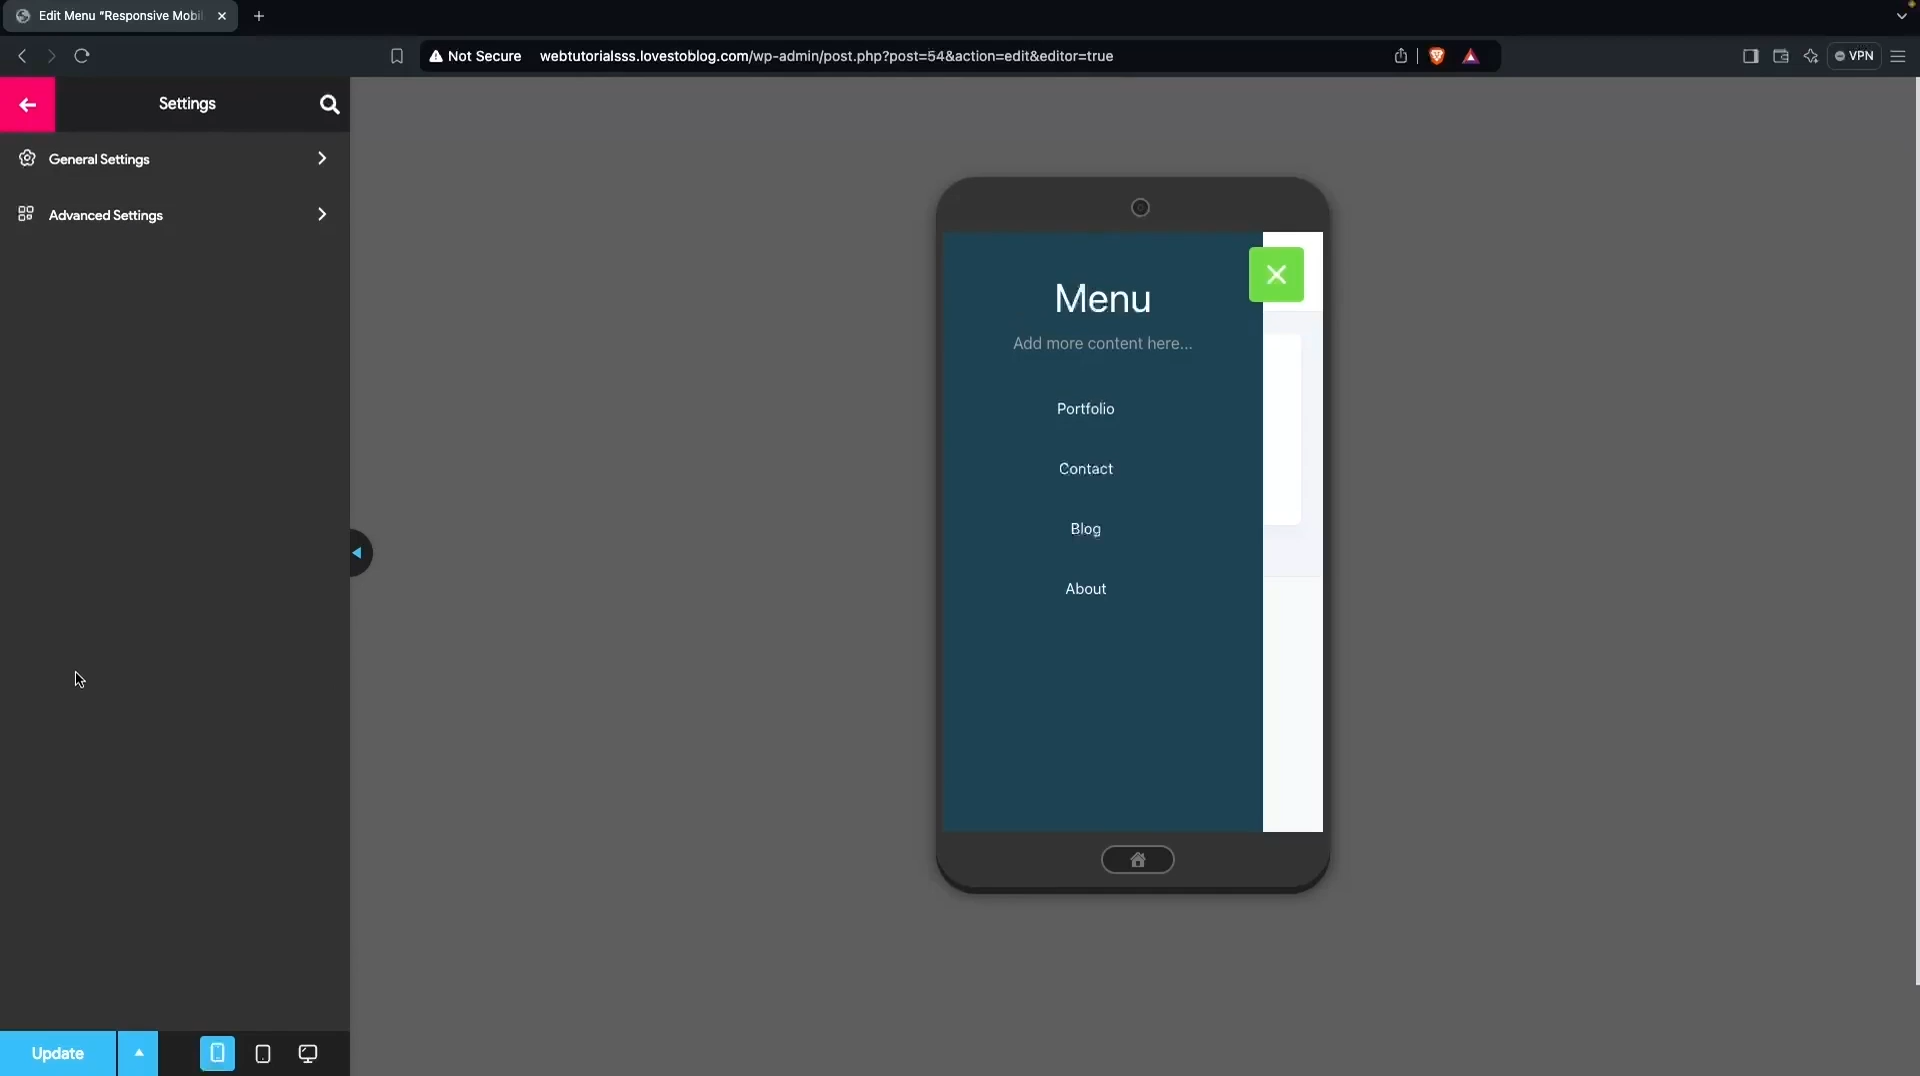 Edit Menu "Responsive Mobil
Not Secure
webtutorialsss.lovestoblog.com/wp-admin/post.php?post=54&action=edit&editor=true
VPN
Settings
General Settings
Advanced Settings
Menu
Add more content here...
Portfolio
Contact
Blog
About
Update